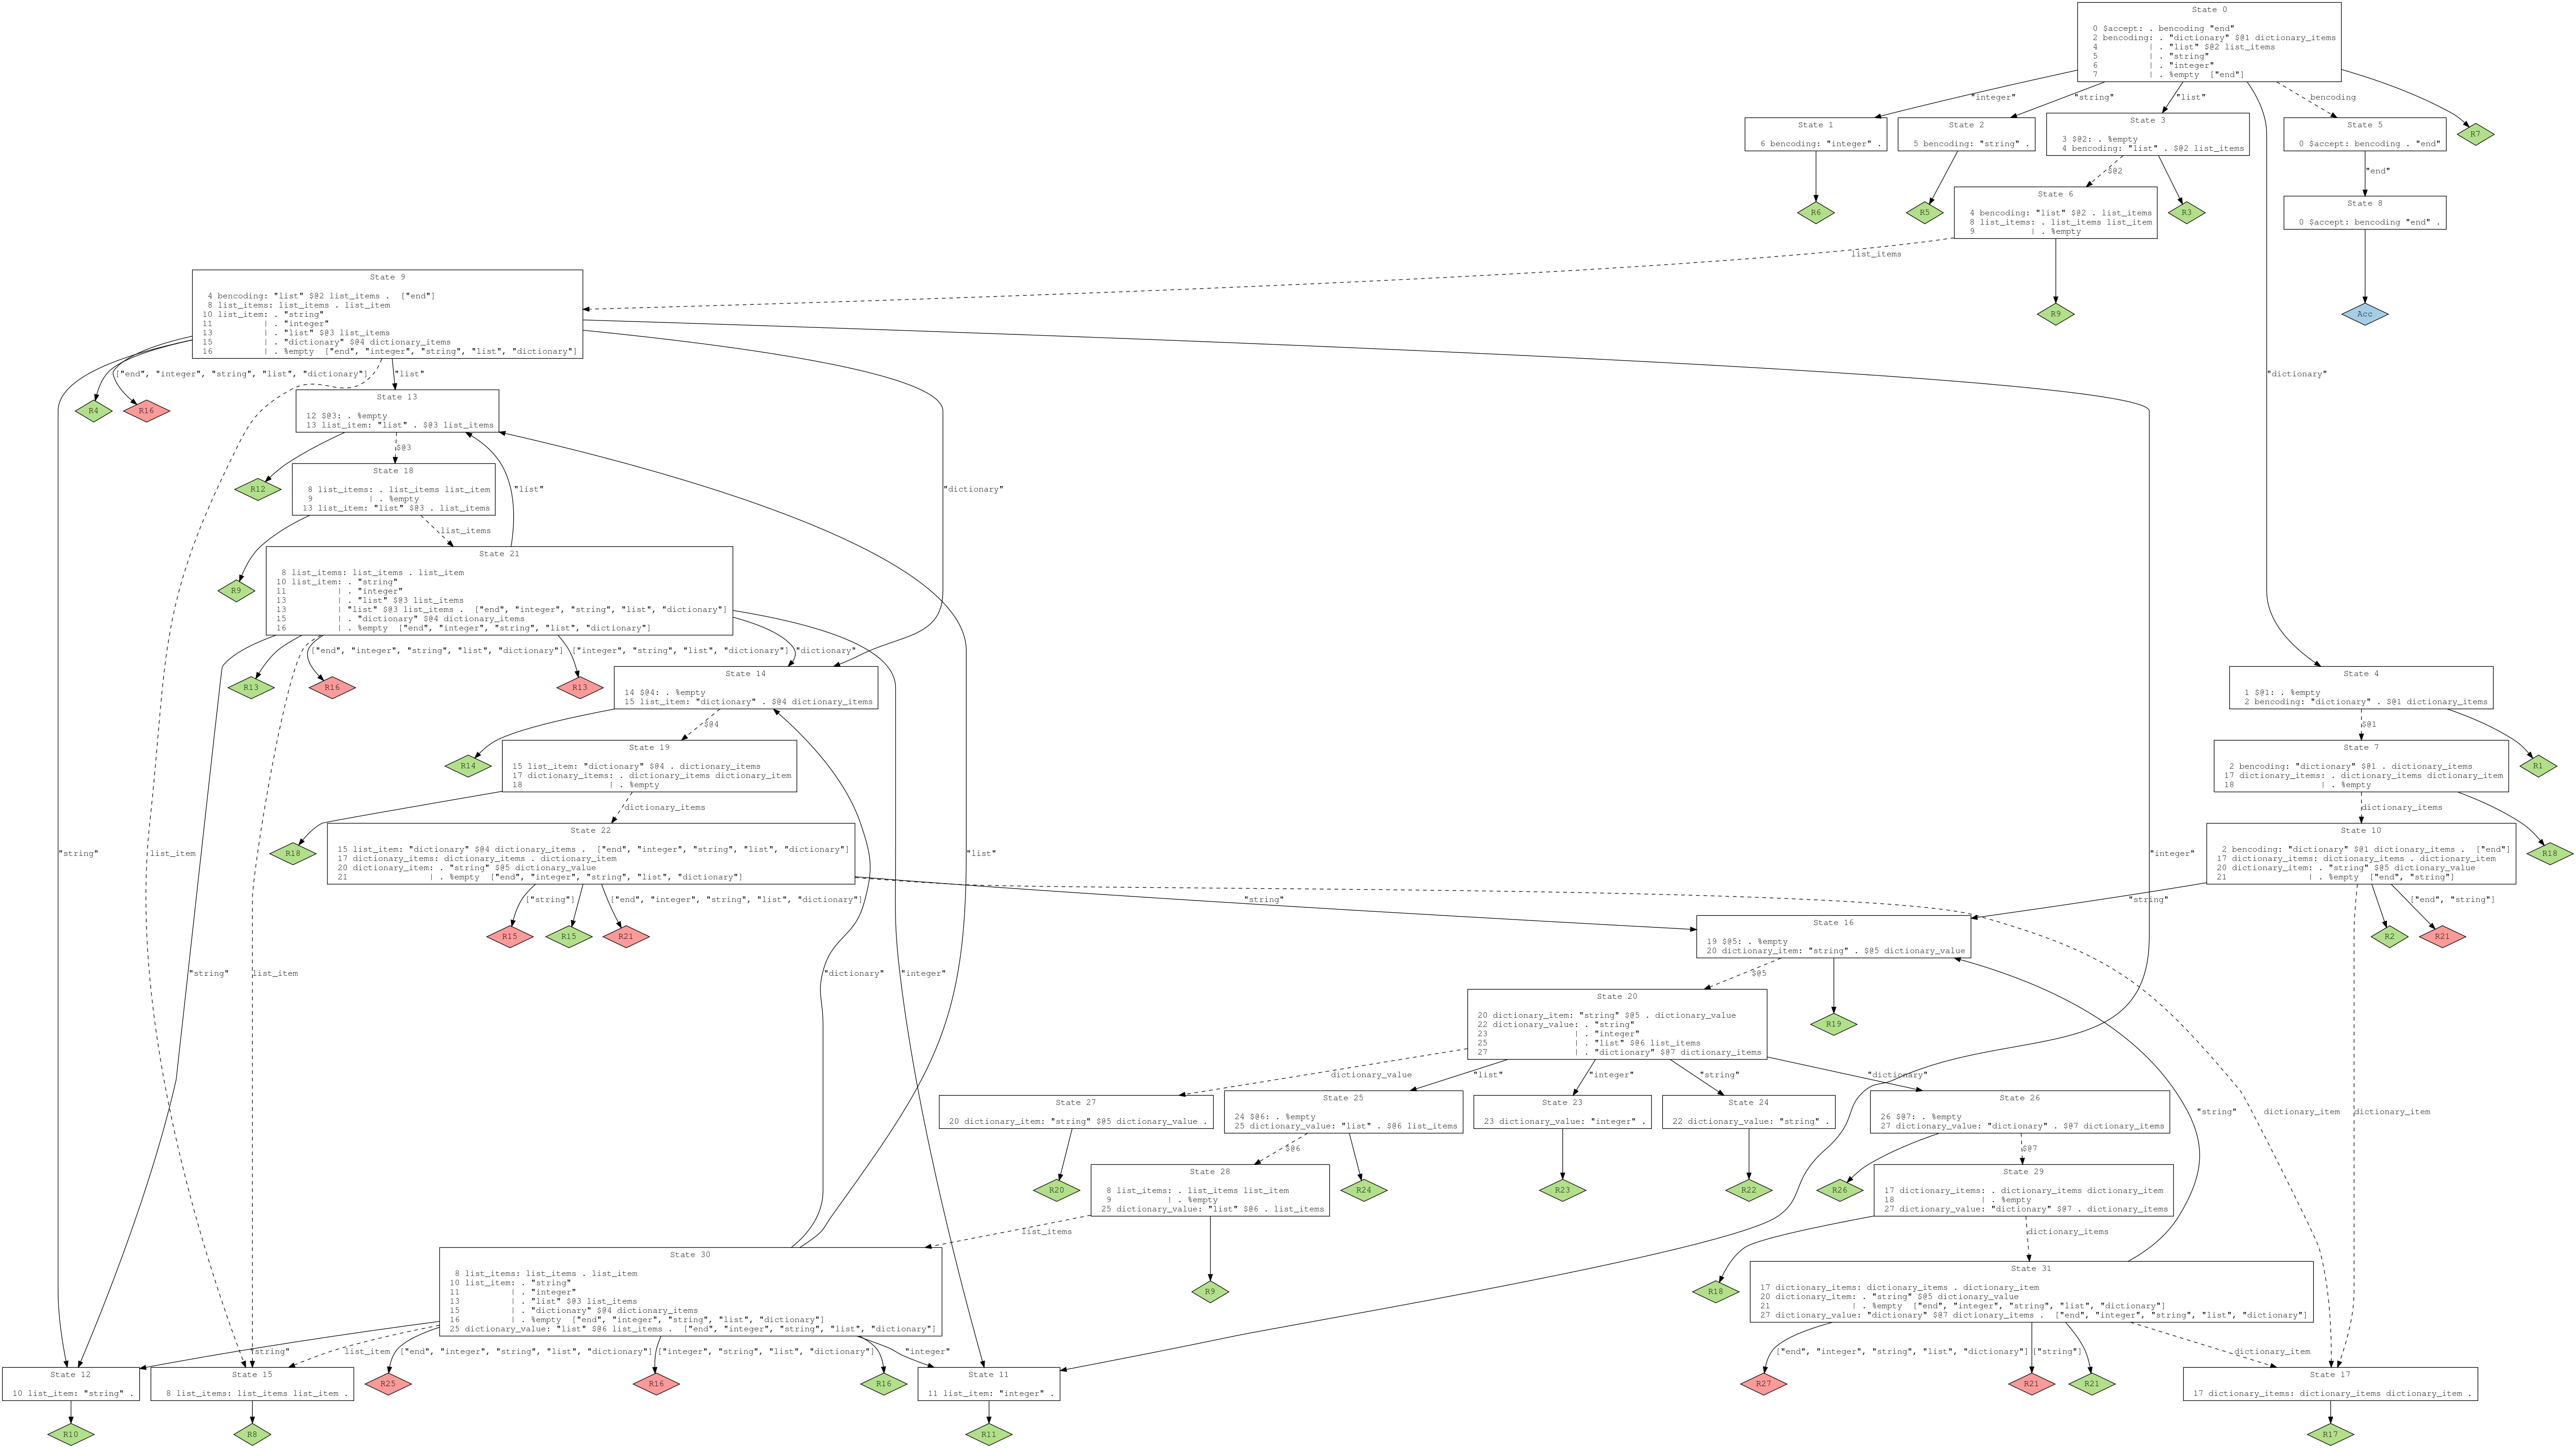 State 0
0 $accept: . bencoding "end"
2 bencoding: . "dictionary" $@1 dictionary_items
4 | . "list" $@2 list_items
5 | . "string"
6 | . "integer"
7 | . %empty ["end"]
"integer"
"string"
"list"
bencoding
State 1
6 bencoding: "integer" .
State 2
5 bencoding: "string" .
State 3
3 $@2: . %empty
4 bencoding: "list" . $@2 list_items
State 5
0 $accept: bencoding . "end"
R7
$@2
"end"
State 6
4 bencoding: "list" $@2 . list_items
8 list_items: . list_items list_item
9 | . %empty
R6
R5
R3
State 8
0 $accept: bencoding "end" .
list_items
State 9
4 bencoding: "list" $@2 list_items . ["end"]
8 list_items: list_items . list_item
10 list_item: . "string"
11 | . "integer"
13 | . "list" $@3 list_items
15 | . "dictionary" $@4 dictionary_items
16 | . %empty ["end", "integer", "string", "list", "dictionary"]
R9
Acc
["end", "integer", "string", "list", "dictionary"]
"list"
"dictionary"
R4
R16
State 13
12 $@3: . %empty
13 list_item: "list" . $@3 list_items
$@3
State 18
8 list_items: . list_items list_item
9 | . %empty
13 list_item: "list" $@3 . list_items
R12
"list"
"dictionary"
list_items
State 21
8 list_items: list_items . list_item
10 list_item: . "string"
11 | . "integer"
13 | . "list" $@3 list_items
13 | "list" $@3 list_items . ["end", "integer", "string", "list", "dictionary"]
15 | . "dictionary" $@4 dictionary_items
16 | . %empty ["end", "integer", "string", "list", "dictionary"]
R9
["end", "integer", "string", "list", "dictionary"]
["integer", "string", "list", "dictionary"]
"dictionary"
R13
R16
R13
State 14
14 $@4: . %empty
15 list_item: "dictionary" . $@4 dictionary_items
State 4
1 $@1: . %empty
2 bencoding: "dictionary" . $@1 dictionary_items
$@4
$@1
R14
State 19
15 list_item: "dictionary" $@4 . dictionary_items
17 dictionary_items: . dictionary_items dictionary_item
18 | . %empty
State 7
2 bencoding: "dictionary" $@1 . dictionary_items
17 dictionary_items: . dictionary_items dictionary_item
18 | . %empty
R1
dictionary_items
dictionary_items
"string"
list_item
R18
State 22
15 list_item: "dictionary" $@4 dictionary_items . ["end", "integer", "string", "list", "dictionary"]
17 dictionary_items: dictionary_items . dictionary_item
20 dictionary_item: . "string" $@5 dictionary_value
21 | . %empty ["end", "integer", "string", "list", "dictionary"]
"list"
"integer"
State 10
2 bencoding: "dictionary" $@1 dictionary_items . ["end"]
17 dictionary_items: dictionary_items . dictionary_item
20 dictionary_item: . "string" $@5 dictionary_value
21 | . %empty ["end", "string"]
R18
["string"]
["end", "integer", "string", "list", "dictionary"]
"string"
"string"
["end", "string"]
R15
R15
R21
State 16
19 $@5: . %empty
20 dictionary_item: "string" . $@5 dictionary_value
R2
R21
"string"
list_item
"dictionary"
"integer"
$@5
State 20
20 dictionary_item: "string" $@5 . dictionary_value
22 dictionary_value: . "string"
23 | . "integer"
25 | . "list" $@6 list_items
27 | . "dictionary" $@7 dictionary_items
R19
dictionary_value
"list"
"integer"
"string"
"dictionary"
State 27
20 dictionary_item: "string" $@5 dictionary_value .
State 25
24 $@6: . %empty
25 dictionary_value: "list" . $@6 list_items
State 23
23 dictionary_value: "integer" .
State 24
22 dictionary_value: "string" .
State 26
26 $@7: . %empty
27 dictionary_value: "dictionary" . $@7 dictionary_items
"string"
dictionary_item
dictionary_item
$@6
$@7
R20
State 28
8 list_items: . list_items list_item
9 | . %empty
25 dictionary_value: "list" $@6 . list_items
R24
R23
R22
R26
State 29
17 dictionary_items: . dictionary_items dictionary_item
18 | . %empty
27 dictionary_value: "dictionary" $@7 . dictionary_items
list_items
dictionary_items
State 30
8 list_items: list_items . list_item
10 list_item: . "string"
11 | . "integer"
13 | . "list" $@3 list_items
15 | . "dictionary" $@4 dictionary_items
16 | . %empty ["end", "integer", "string", "list", "dictionary"]
25 dictionary_value: "list" $@6 list_items . ["end", "integer", "string", "list", "dictionary"]
R9
R18
State 31
17 dictionary_items: dictionary_items . dictionary_item
20 dictionary_item: . "string" $@5 dictionary_value
21 | . %empty ["end", "integer", "string", "list", "dictionary"]
27 dictionary_value: "dictionary" $@7 dictionary_items . ["end", "integer", "string", "list", "dictionary"]
"string"
list_item
["end", "integer", "string", "list", "dictionary"]
["integer", "string", "list", "dictionary"]
"integer"
["end", "integer", "string", "list", "dictionary"]
["string"]
dictionary_item
State 12
10 list_item: "string" .
State 15
8 list_items: list_items list_item .
R25
R16
R16
State 11
11 list_item: "integer" .
R27
R21
R21
State 17
17 dictionary_items: dictionary_items dictionary_item .
R10
R8
R11
R17